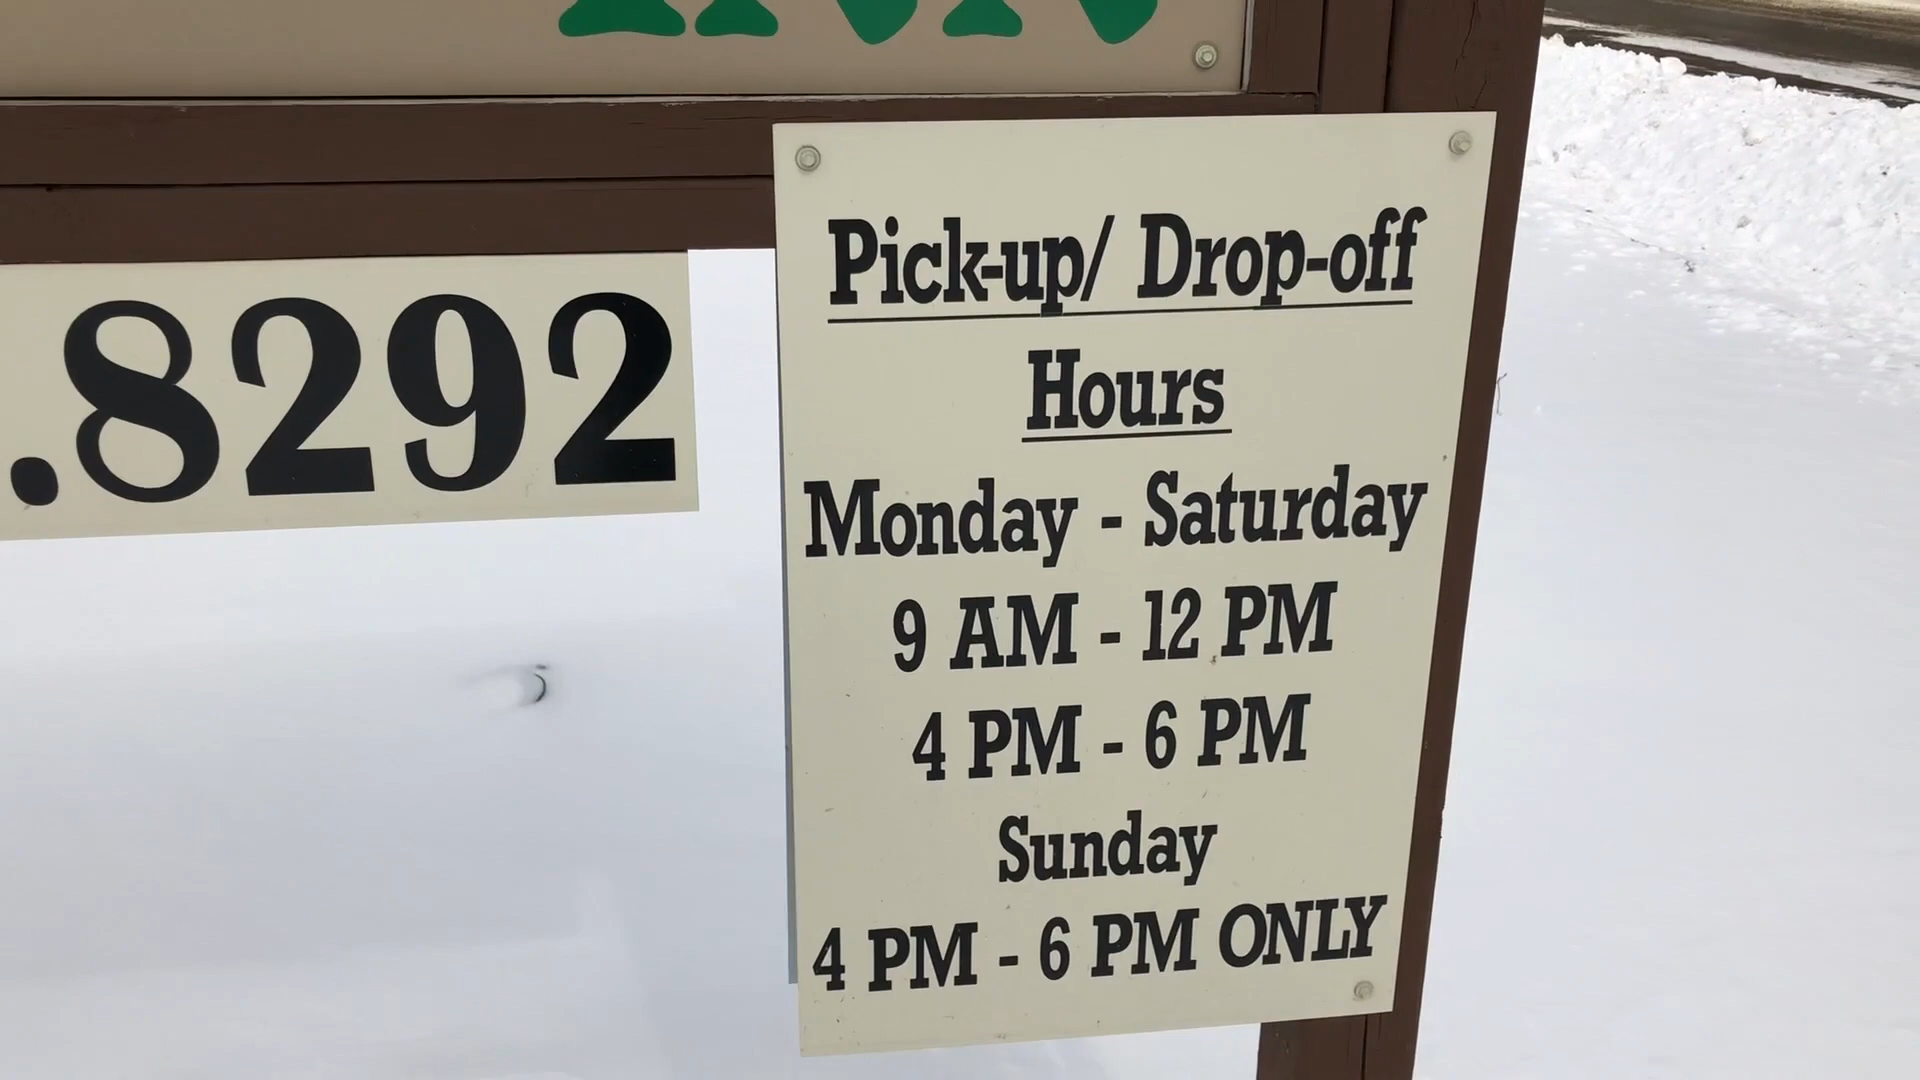 INN
.8292
Pick-up/ Drop-off
Hours
Monday - Saturday
9 AM - 12 PM
4 PM - 6 PM
Sunday
4 PM - 6 PM ONLY